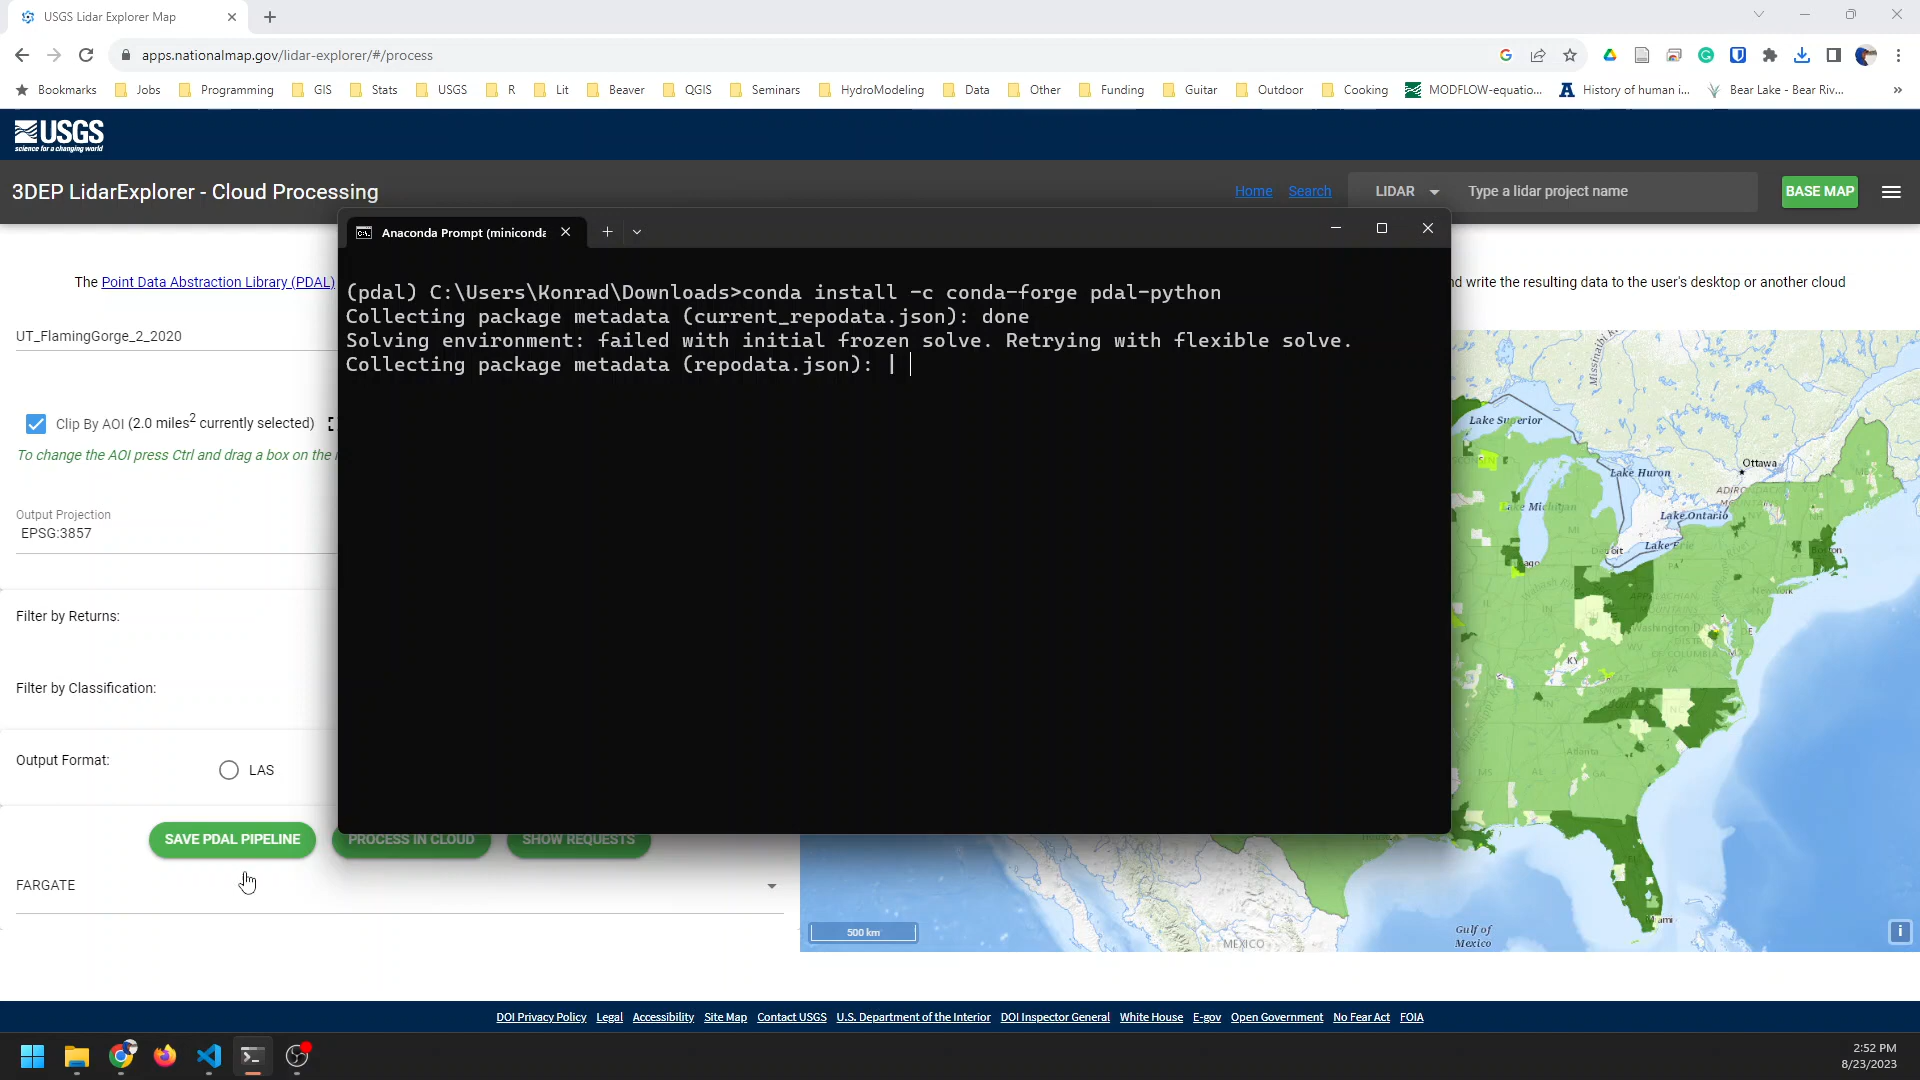 USGS Lidar Explorer Map
apps.nationalmap.gov/lidar-explorer/#/process
Bookmarks Jobs Programming GIS Stats USGS R Lit Beaver QGIS Seminars HydroModeling Data Other Funding Guitar Outdoor Cooking MODFLOW-equatio... History of human i... Bear Lake - Bear Riv... »
USGS
science for a changing world
3DEP LidarExplorer - Cloud Processing
Home Search LIDAR Type a lidar project name BASE MAP
Anaconda Prompt (miniconda
The Point Data Abstraction Library (PDAL)
nd write the resulting data to the user's desktop or another cloud
(pdal) C:\Users\Konrad\Downloads>conda install -c conda-forge pdal-python
Collecting package metadata (current_repodata.json): done
Solving environment: failed with initial frozen solve. Retrying with flexible solve.
Collecting package metadata (repodata.json): |
UT_FlamingGorge_2_2020
Clip By AOI (2.0 miles2 currently selected)
To change the AOI press Ctrl and drag a box on the
Output Projection
EPSG:3857
Filter by Returns:
Filter by Classification:
Output Format:
LAS
SAVE PDAL PIPELINE PROCESS IN CLOUD SHOW REQUESTS
FARGATE
Lake Superior
Ottawa
Lake Huron
Lake Michigan
Lake Ontario
Lake Erie
MI
PA
IN
WV
KY
DE
Atlanta
MS
AL
GA
500 km
MEXICO
Gulf of
Mexico
i
DOI Privacy Policy Legal Accessibility Site Map Contact USGS U.S. Department of the Interior DOI Inspector General White House E-gov Open Government No Fear Act FOIA
2:52 PM
8/23/2023